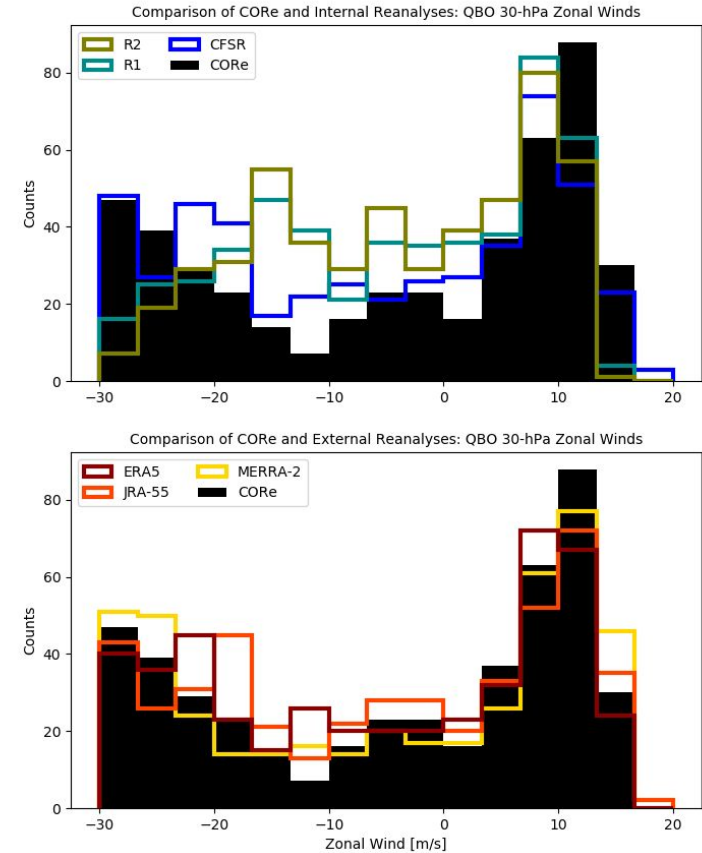 Comparison of CORe and Internal Reanalyses: QBO 30-hPa Zonal Winds
R2 CFSR
R1 CORe
80
60
40
20
0
Counts
−30 −20 −10 0 10 20
Comparison of CORe and External Reanalyses: QBO 30-hPa Zonal Winds
ERA5 MERRA-2
JRA-55 CORe
80
60
40
20
0
Counts
−30 −20 −10 0 10 20
Zonal Wind [m/s]